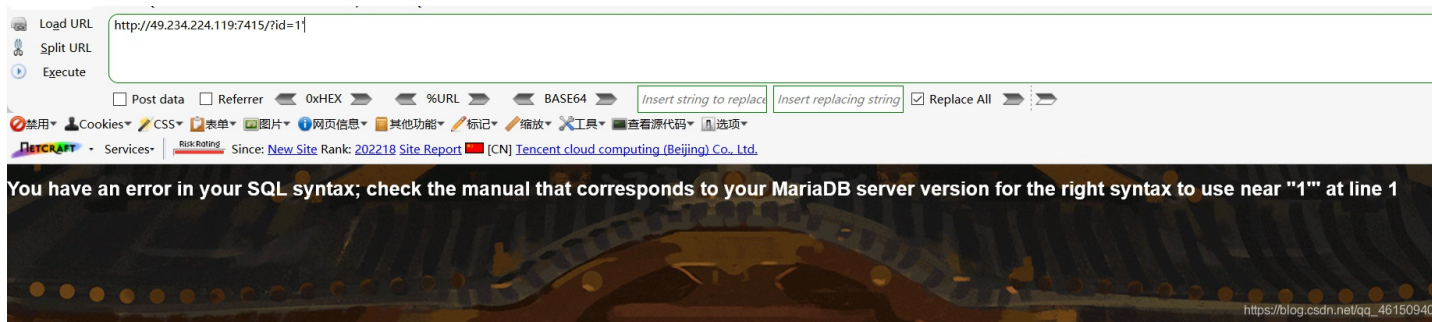 Load URL http://49.234.224.119:7415/?id=1'
Split URL
Execute
Post data Referrer 0xHEX %URL BASE64 Insert string to replace Insert replacing string Replace All
禁用 Cookies CSS 表单 图片 网页信息 其他功能 标记 缩放 工具 查看源代码 选项
NETCRAFT Services Risk Rating Since: New Site Rank: 202218 Site Report [CN] Tencent cloud computing (Beijing) Co., Ltd.
You have an error in your SQL syntax; check the manual that corresponds to your MariaDB server version for the right syntax to use near ''1''' at line 1
https://blog.csdn.net/qq_46150940